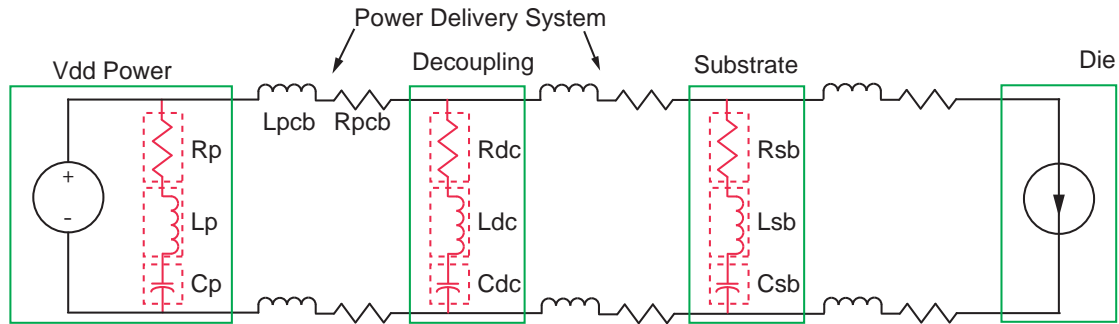 Power Delivery System
Vdd Power
Decoupling
Substrate
Die
Lpcb
Rpcb
Rp
Rdc
Rsb
+
-
Lp
Ldc
Lsb
Cp
Cdc
Csb